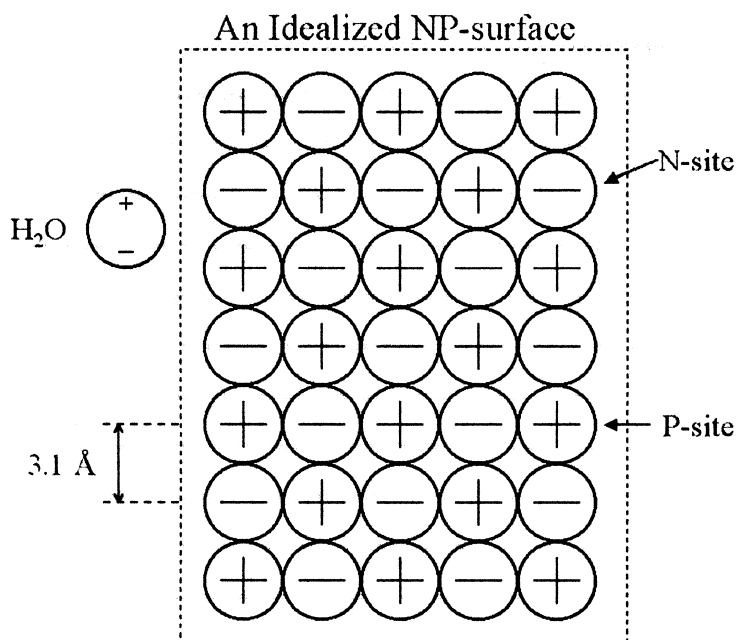 An Idealized NP-surface
N-site
H₂O
P-site
3.1 Å